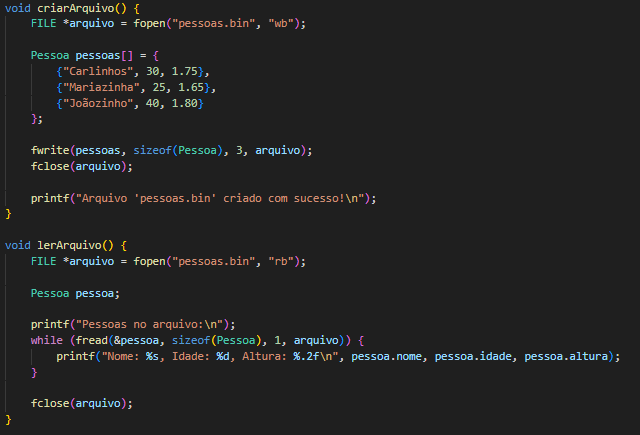 void criarArquivo() {
    FILE *arquivo = fopen("pessoas.bin", "wb");

    Pessoa pessoas[] = {
        {"Carlinhos", 30, 1.75},
        {"Mariazinha", 25, 1.65},
        {"Joãozinho", 40, 1.80}
    };

    fwrite(pessoas, sizeof(Pessoa), 3, arquivo);
    fclose(arquivo);

    printf("Arquivo 'pessoas.bin' criado com sucesso!\n");
}

void lerArquivo() {
    FILE *arquivo = fopen("pessoas.bin", "rb");

    Pessoa pessoa;

    printf("Pessoas no arquivo:\n");
    while (fread(&pessoa, sizeof(Pessoa), 1, arquivo)) {
        printf("Nome: %s, Idade: %d, Altura: %.2f\n", pessoa.nome, pessoa.idade, pessoa.altura);
    }

    fclose(arquivo);
}